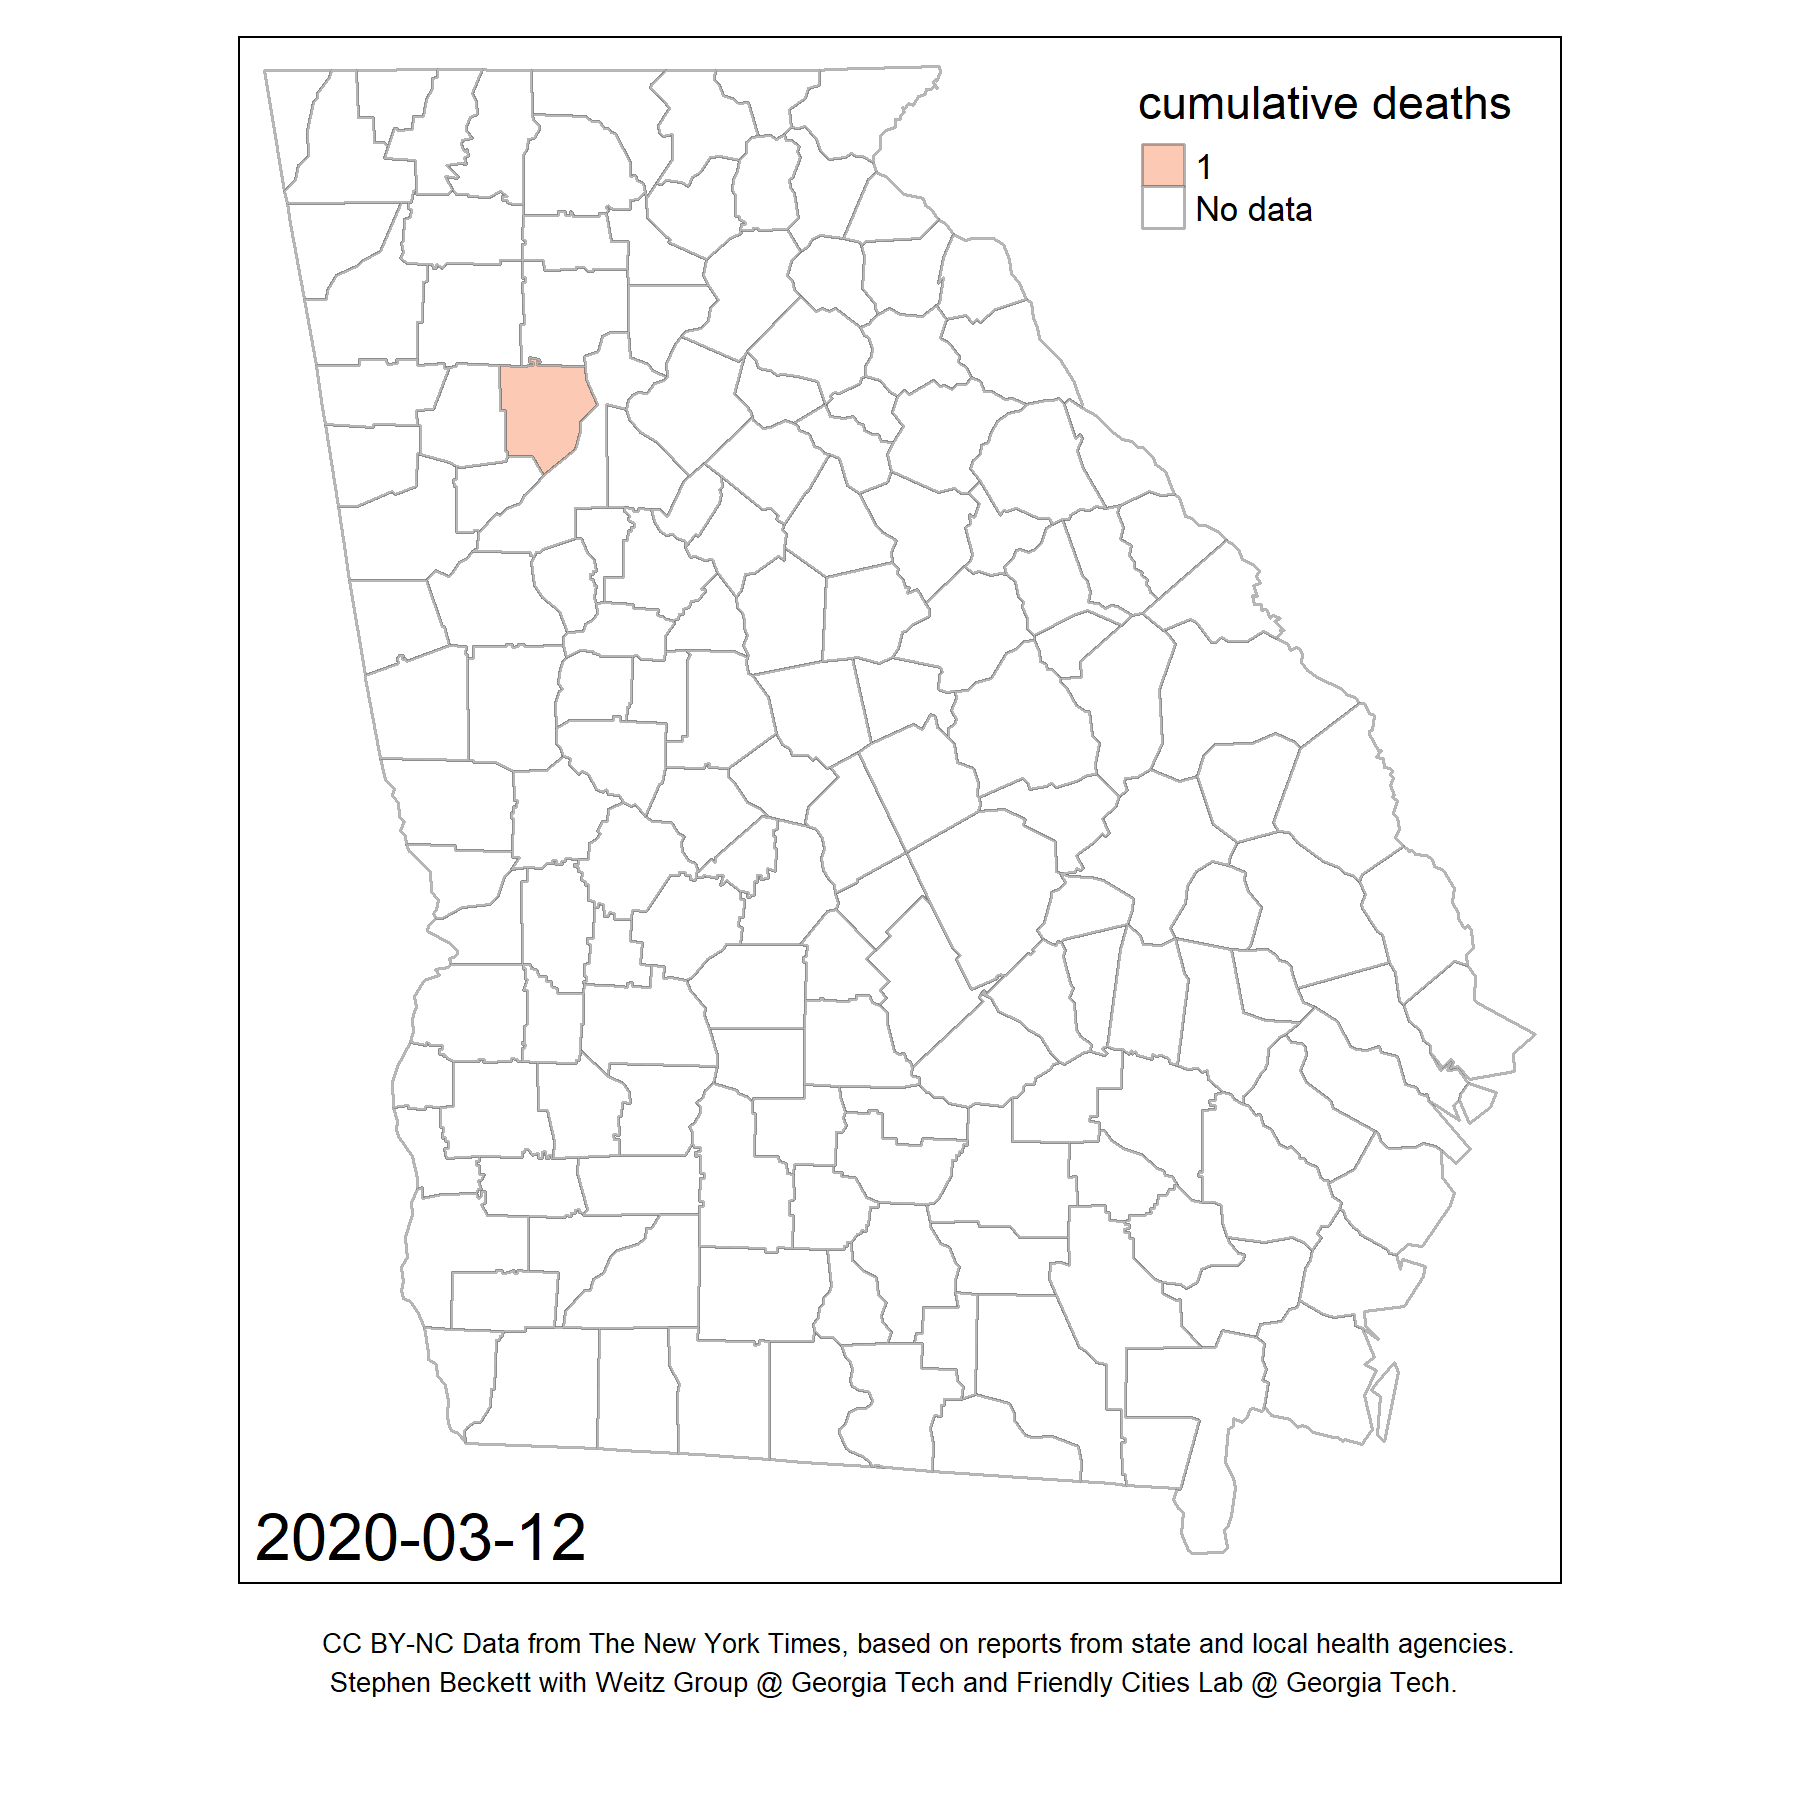 cumulative deaths
1
No data
2020-03-12
CC BY-NC Data from The New York Times, based on reports from state and local health agencies.
Stephen Beckett with Weitz Group @ Georgia Tech and Friendly Cities Lab @ Georgia Tech.